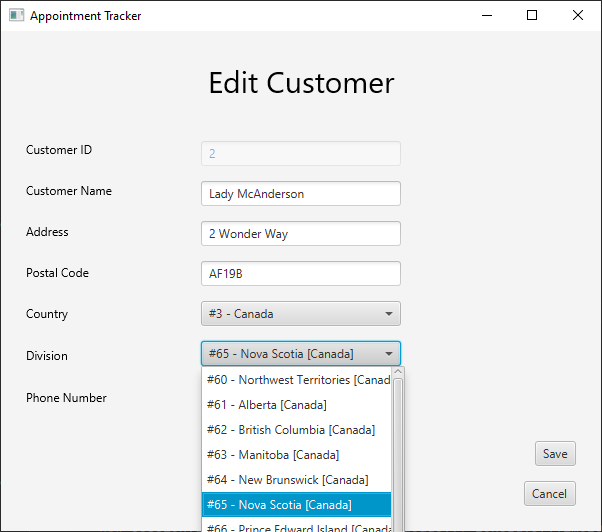 Appointment Tracker
Edit Customer
Customer ID
2
Customer Name
Lady McAnderson
Address
2 Wonder Way
Postal Code
AF19B
Country
#3 - Canada
Division
#65 - Nova Scotia [Canada]
#60 - Northwest Territories [Canad
#61 - Alberta [Canada]
Phone Number
#62 - British Columbia [Canada]
#63 - Manitoba [Canada]
Save
#64 - New Brunswick [Canada]
Cancel
#65 - Nova Scotia [Canada]
#66 - Prince Edward Island [Canada